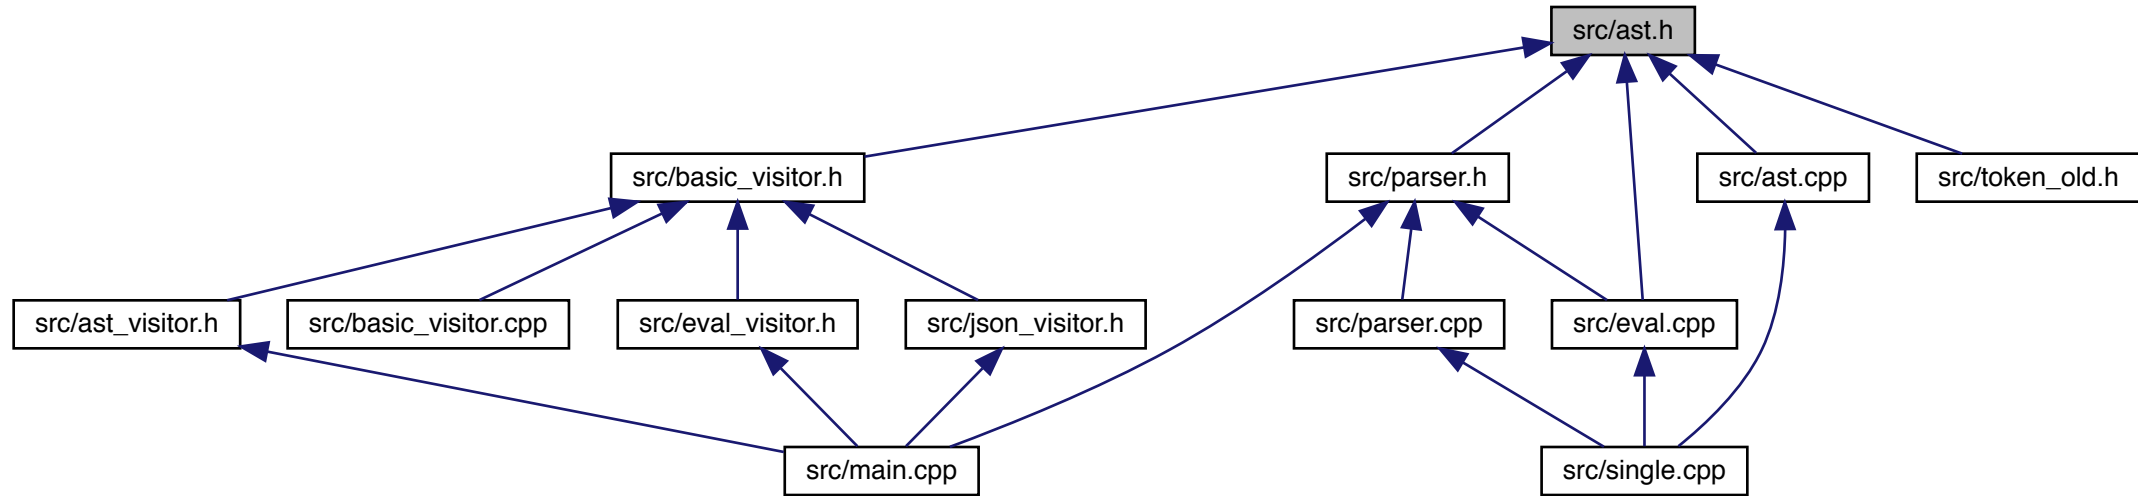 src/ast.h
src/basic_visitor.h
src/parser.h
src/ast.cpp
src/token_old.h
src/ast_visitor.h
src/basic_visitor.cpp
src/eval_visitor.h
src/json_visitor.h
src/parser.cpp
src/eval.cpp
src/main.cpp
src/single.cpp